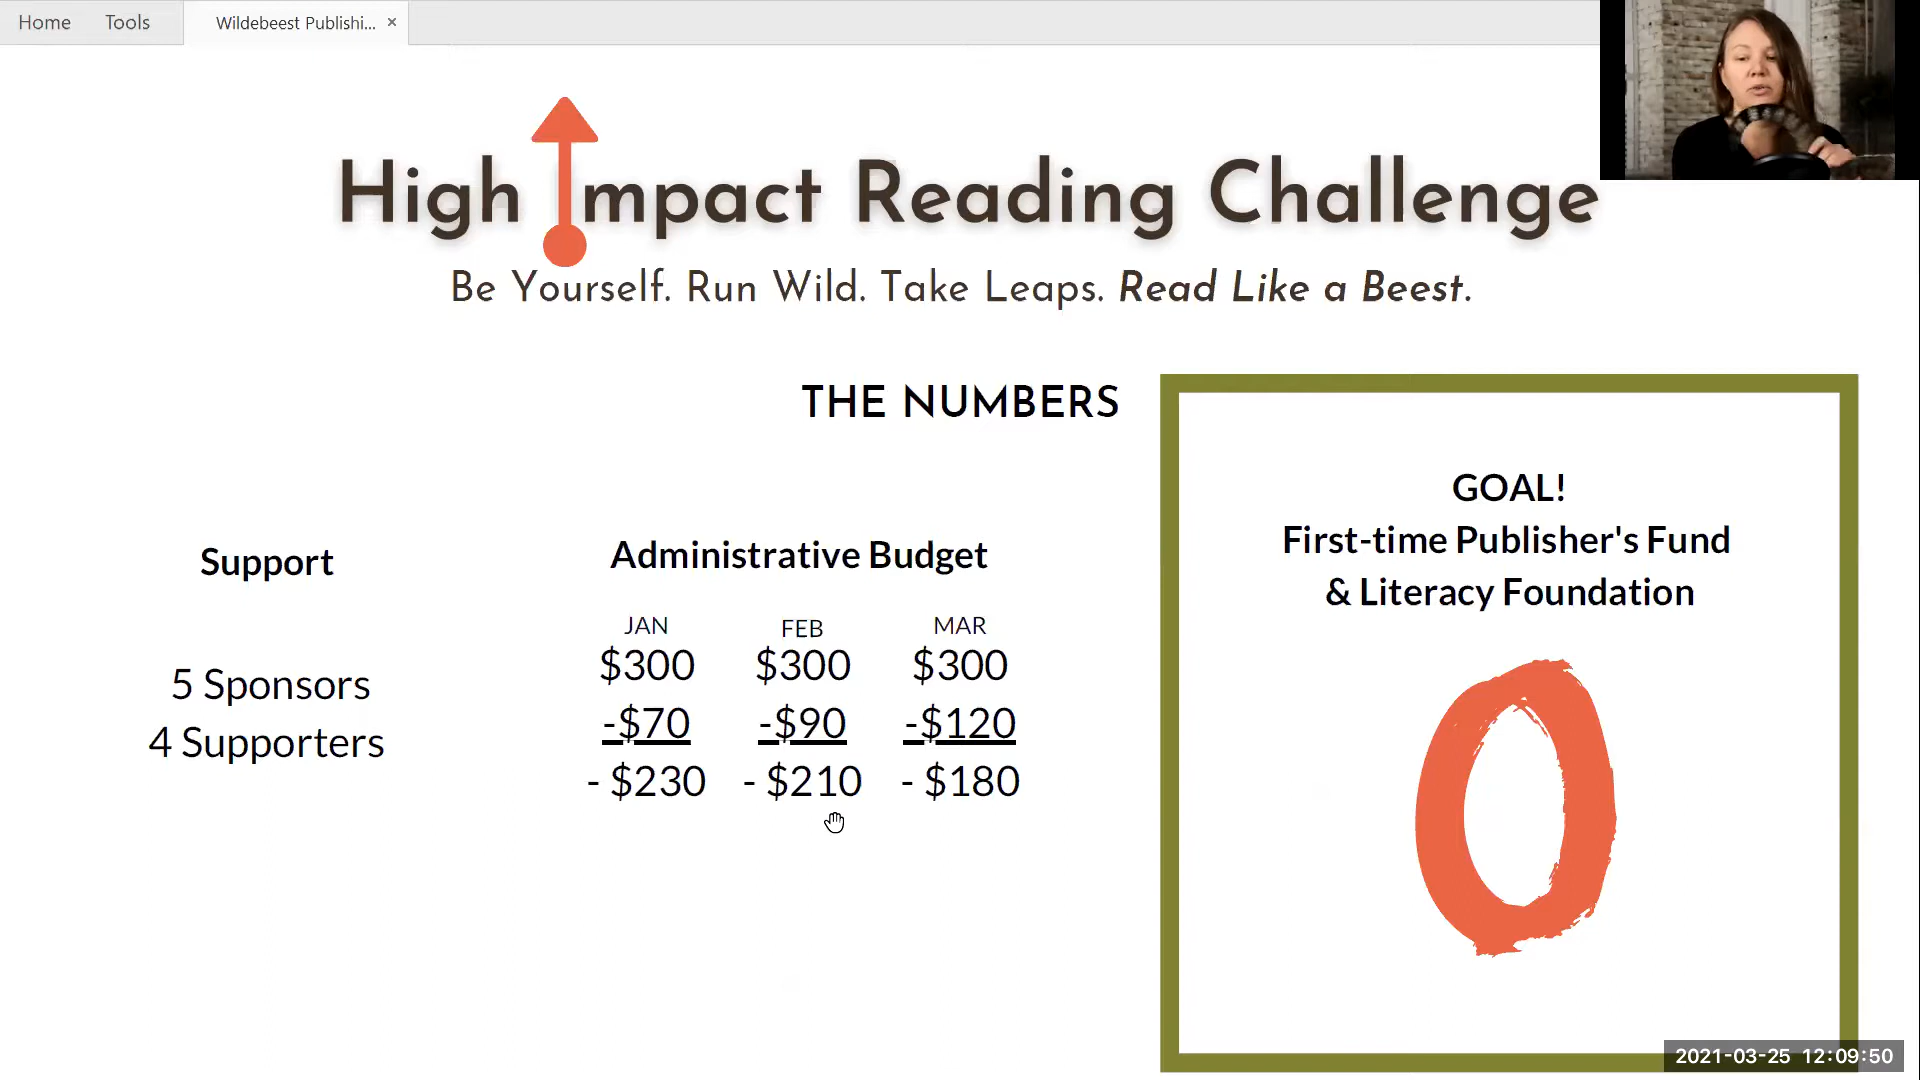 Home Tools Wildebeest Publishi... ×
High Impact Reading Challenge
Be Yourself. Run Wild. Take Leaps. Read Like a Beest.
THE NUMBERS
Support
5 Sponsors
4 Supporters
Administrative Budget
JAN FEB MAR
$300 $300 $300
-$70 -$90 -$120
- $230 - $210 - $180
GOAL!
First-time Publisher's Fund
& Literacy Foundation
0
2021-03-25 12:09:50